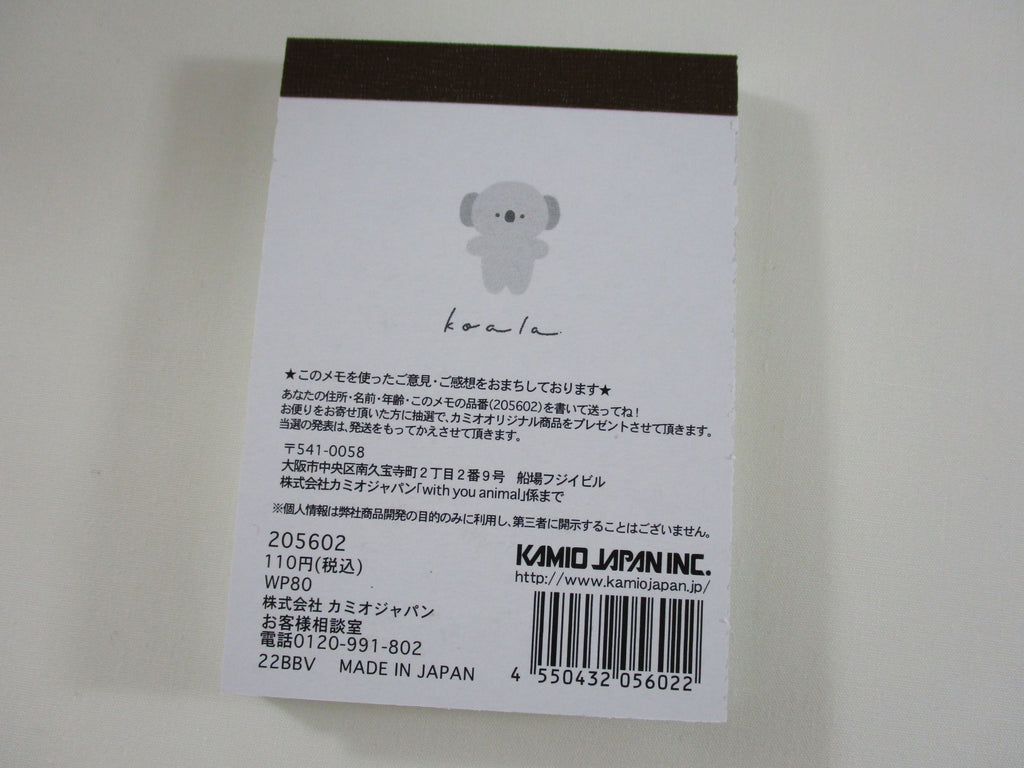 koala
★このメモを使ったご意見・ご感想をおまちしております★
あなたの住所・名前・年齢・このメモの品番(205602)を書いて送ってね!
お便りをお寄せ頂いた方に抽選で、カミオオリジナル商品をプレゼントさせて頂きます。
当選の発表は、発送をもってかえさせて頂きます。
〒541-0058
大阪市中央区南久宝寺町2丁目2番9号 船場フジイビル
株式会社カミオジャパン「with you animal」係まで
※個人情報は弊社商品開発の目的のみに利用し、第三者に開示することはございません。
205602
110円(税込)
WP80
株式会社 カミオジャパン
お客様相談室
電話0120-991-802
22BBV MADE IN JAPAN
KAMIO JAPAN INC.
http://www.kamiojapan.jp/
4 550432 056022